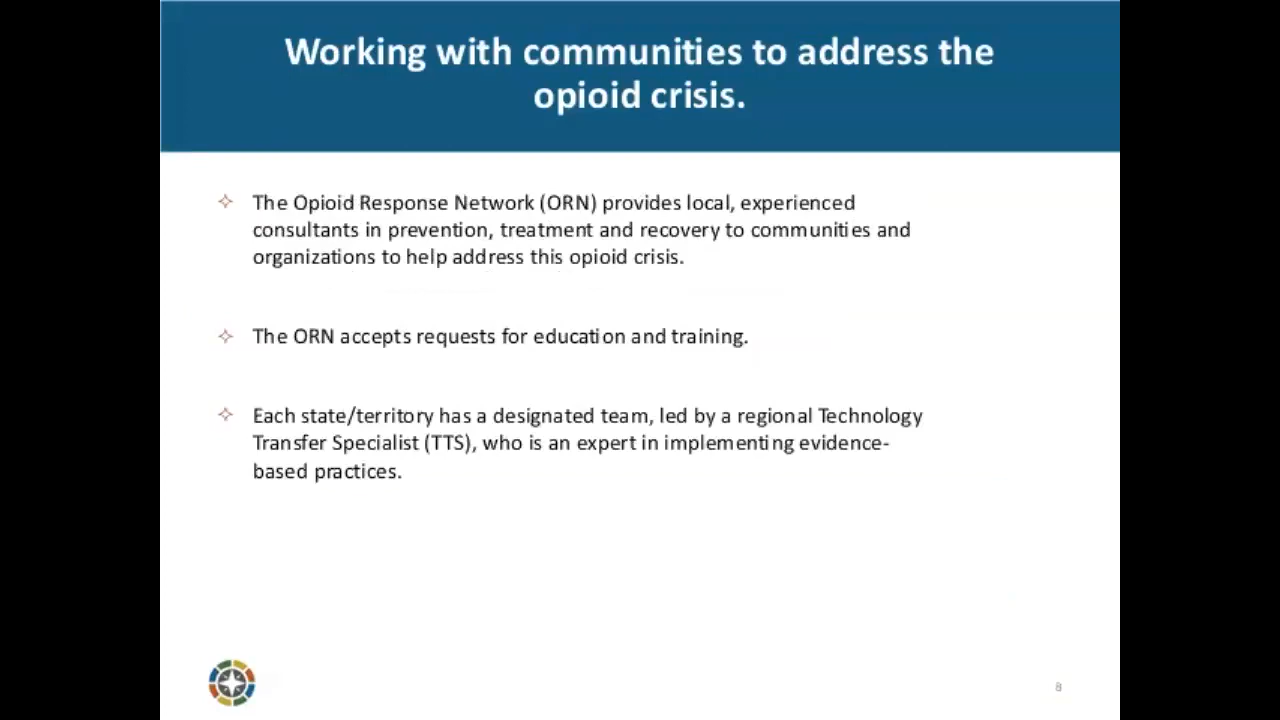 Working with communities to address the
opioid crisis.
The Opioid Response Network (ORN) provides local, experienced
consultants in prevention, treatment and recovery to communities and
organizations to help address this opioid crisis.
The ORN accepts requests for education and training.
Each state/territory has a designated team, led by a regional Technology
Transfer Specialist (TTS), who is an expert in implementing evidence-
based practices.
8